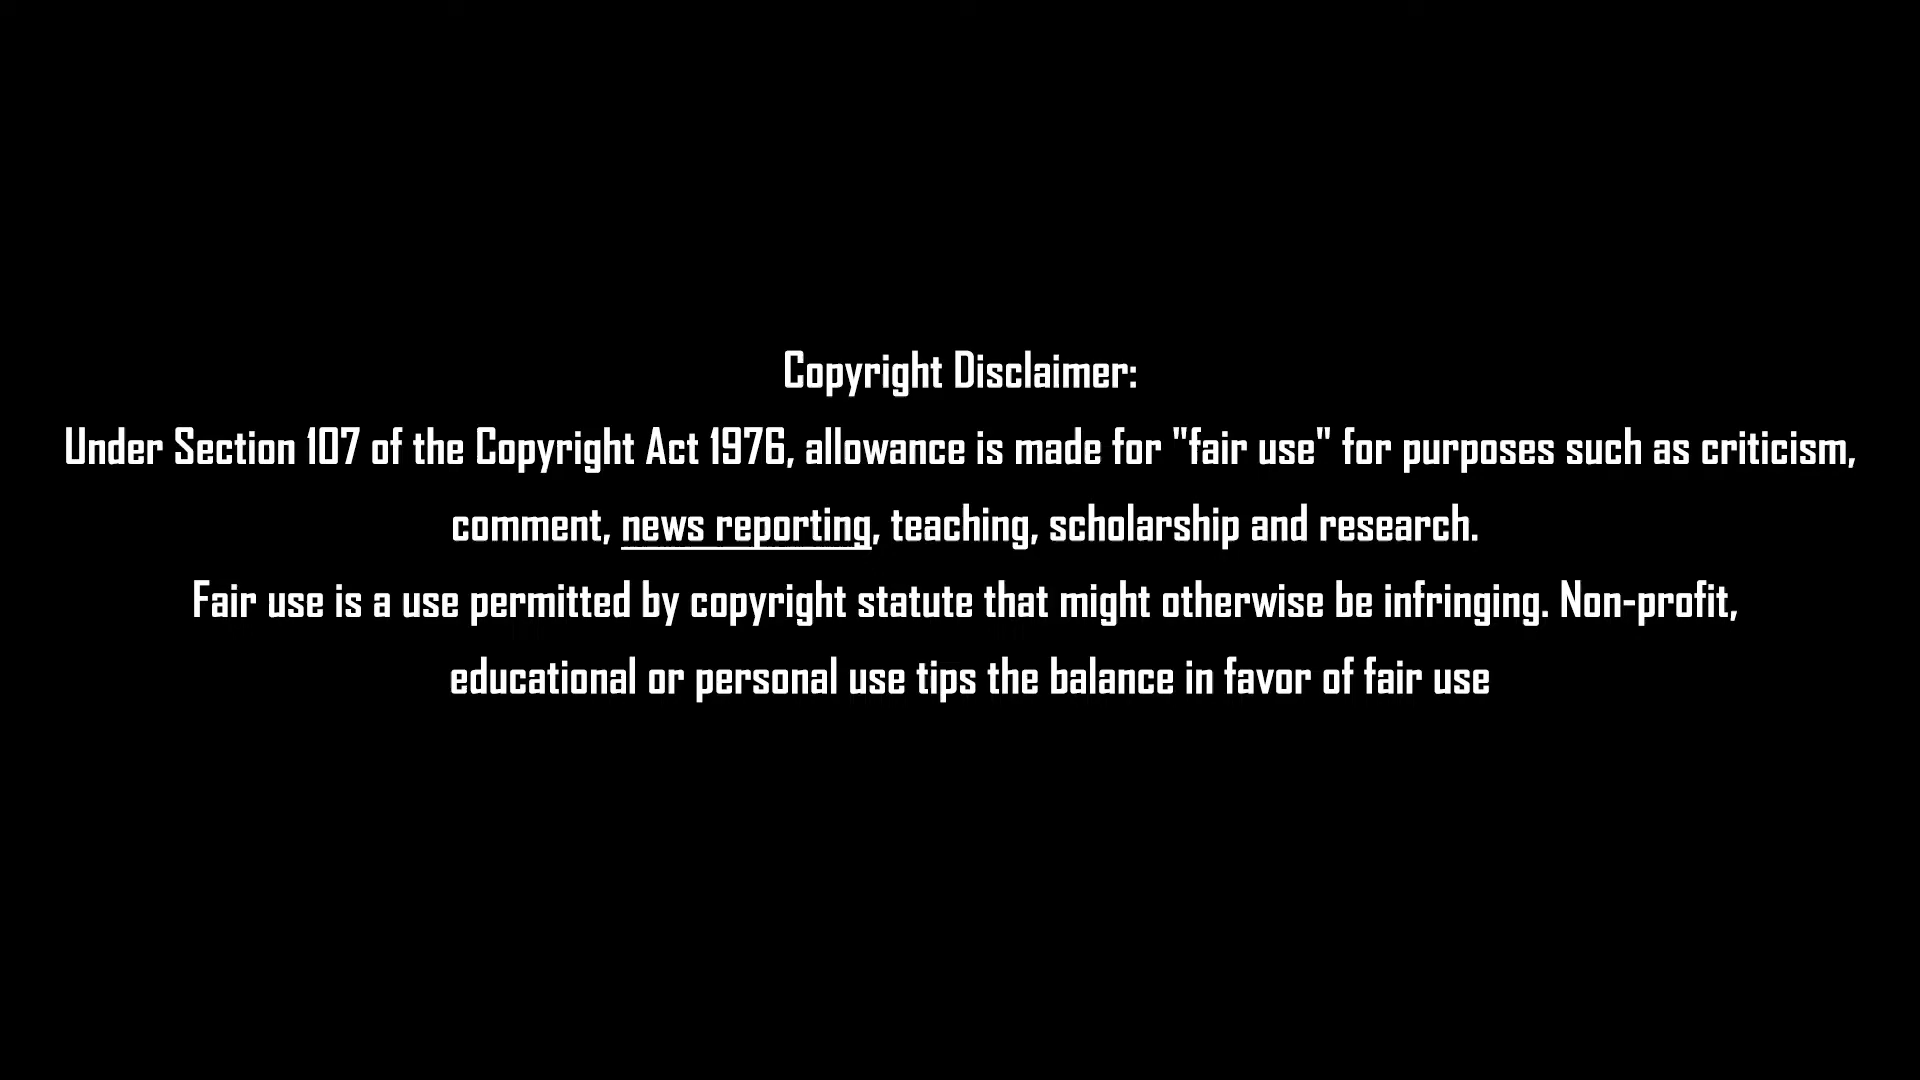 Copyright Disclaimer:
Under Section 107 of the Copyright Act 1976, allowance is made for "fair use" for purposes such as criticism,
comment, news reporting, teaching, scholarship and research.
Fair use is a use permitted by copyright statute that might otherwise be infringing. Non-profit,
educational or personal use tips the balance in favor of fair use